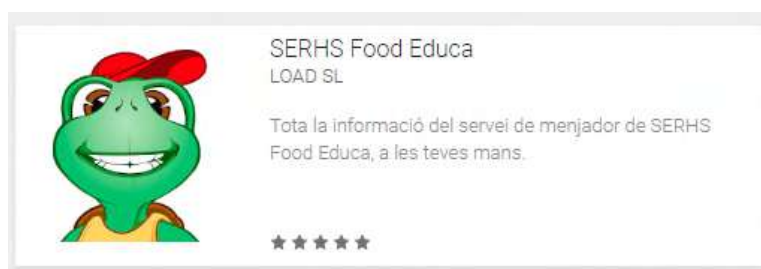 SERHS Food Educa
LOAD SL
Tota la informació del servei de menjador de SERHS
Food Educa, a les teves mans.